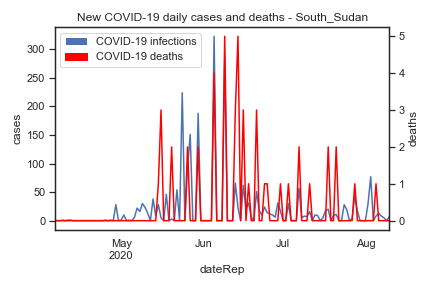 New COVID-19 daily cases and deaths - South_Sudan
COVID-19 infections
COVID-19 deaths
cases
300
250
200
150
100
50
0
deaths
5
4
3
2
1
0
May
2020
Jun
Jul
Aug
dateRep